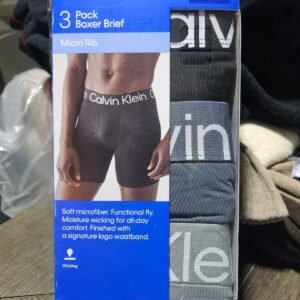 3 Pack
Boxer Brief
Micro Rib
Calvin Klein
Soft microfiber. Functional fly.
Moisture wicking for all-day
comfort. Finished with
a signature logo waistband.
Wicking
Calv
vin
Kle